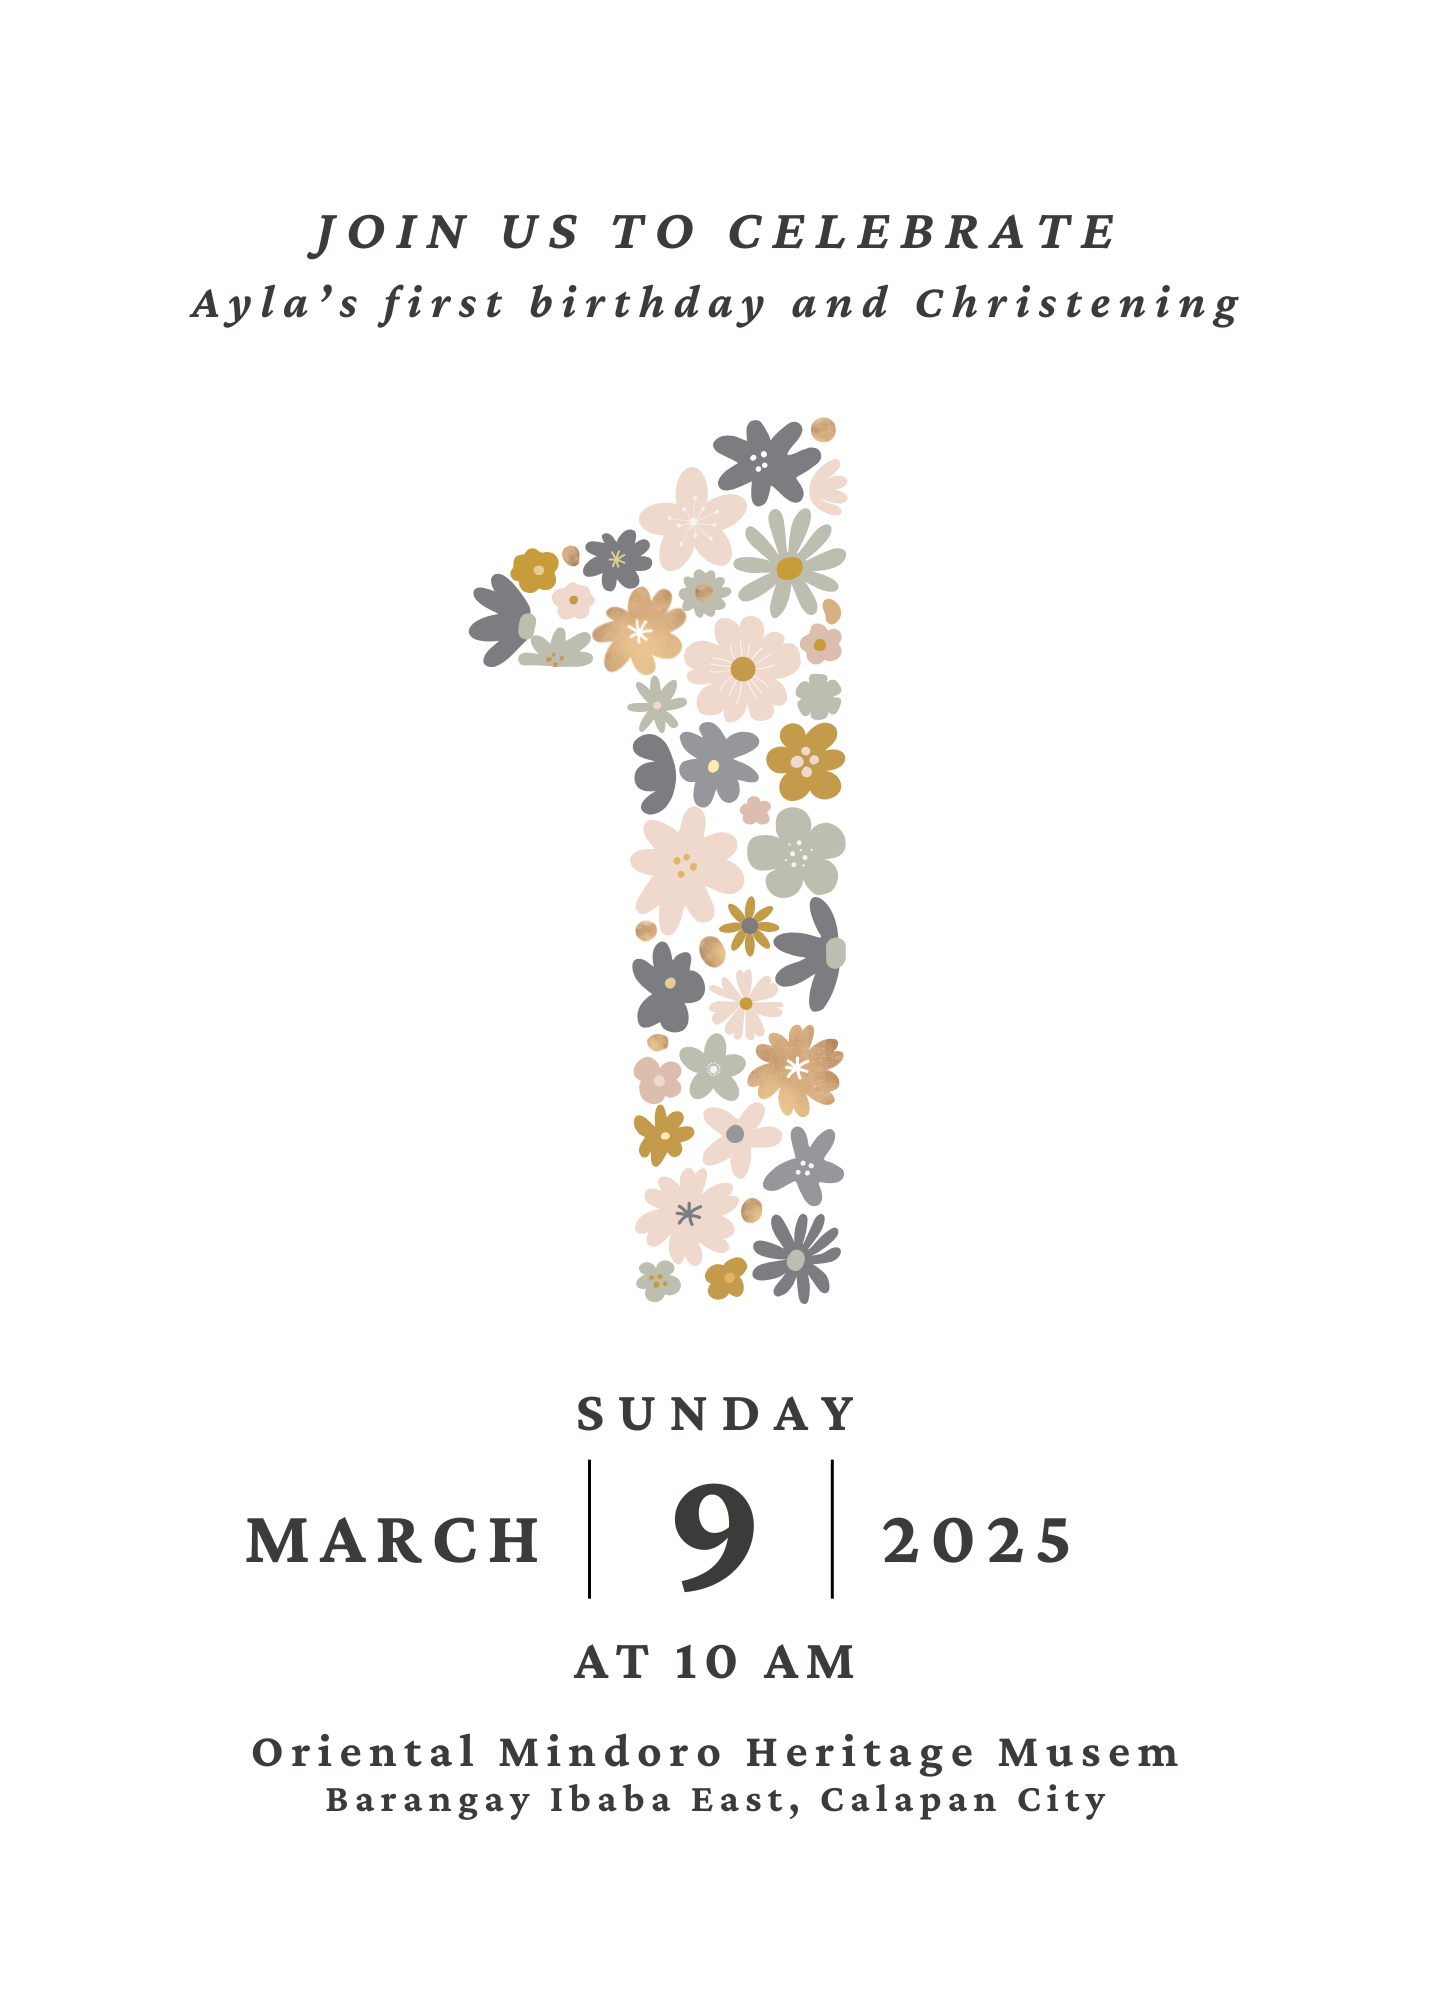 JOIN US TO CELEBRATE
Ayla’s first birthday and Christening
SUNDAY
MARCH 9 2025
AT 10 AM
Oriental Mindoro Heritage Musem
Barangay Ibaba East, Calapan City